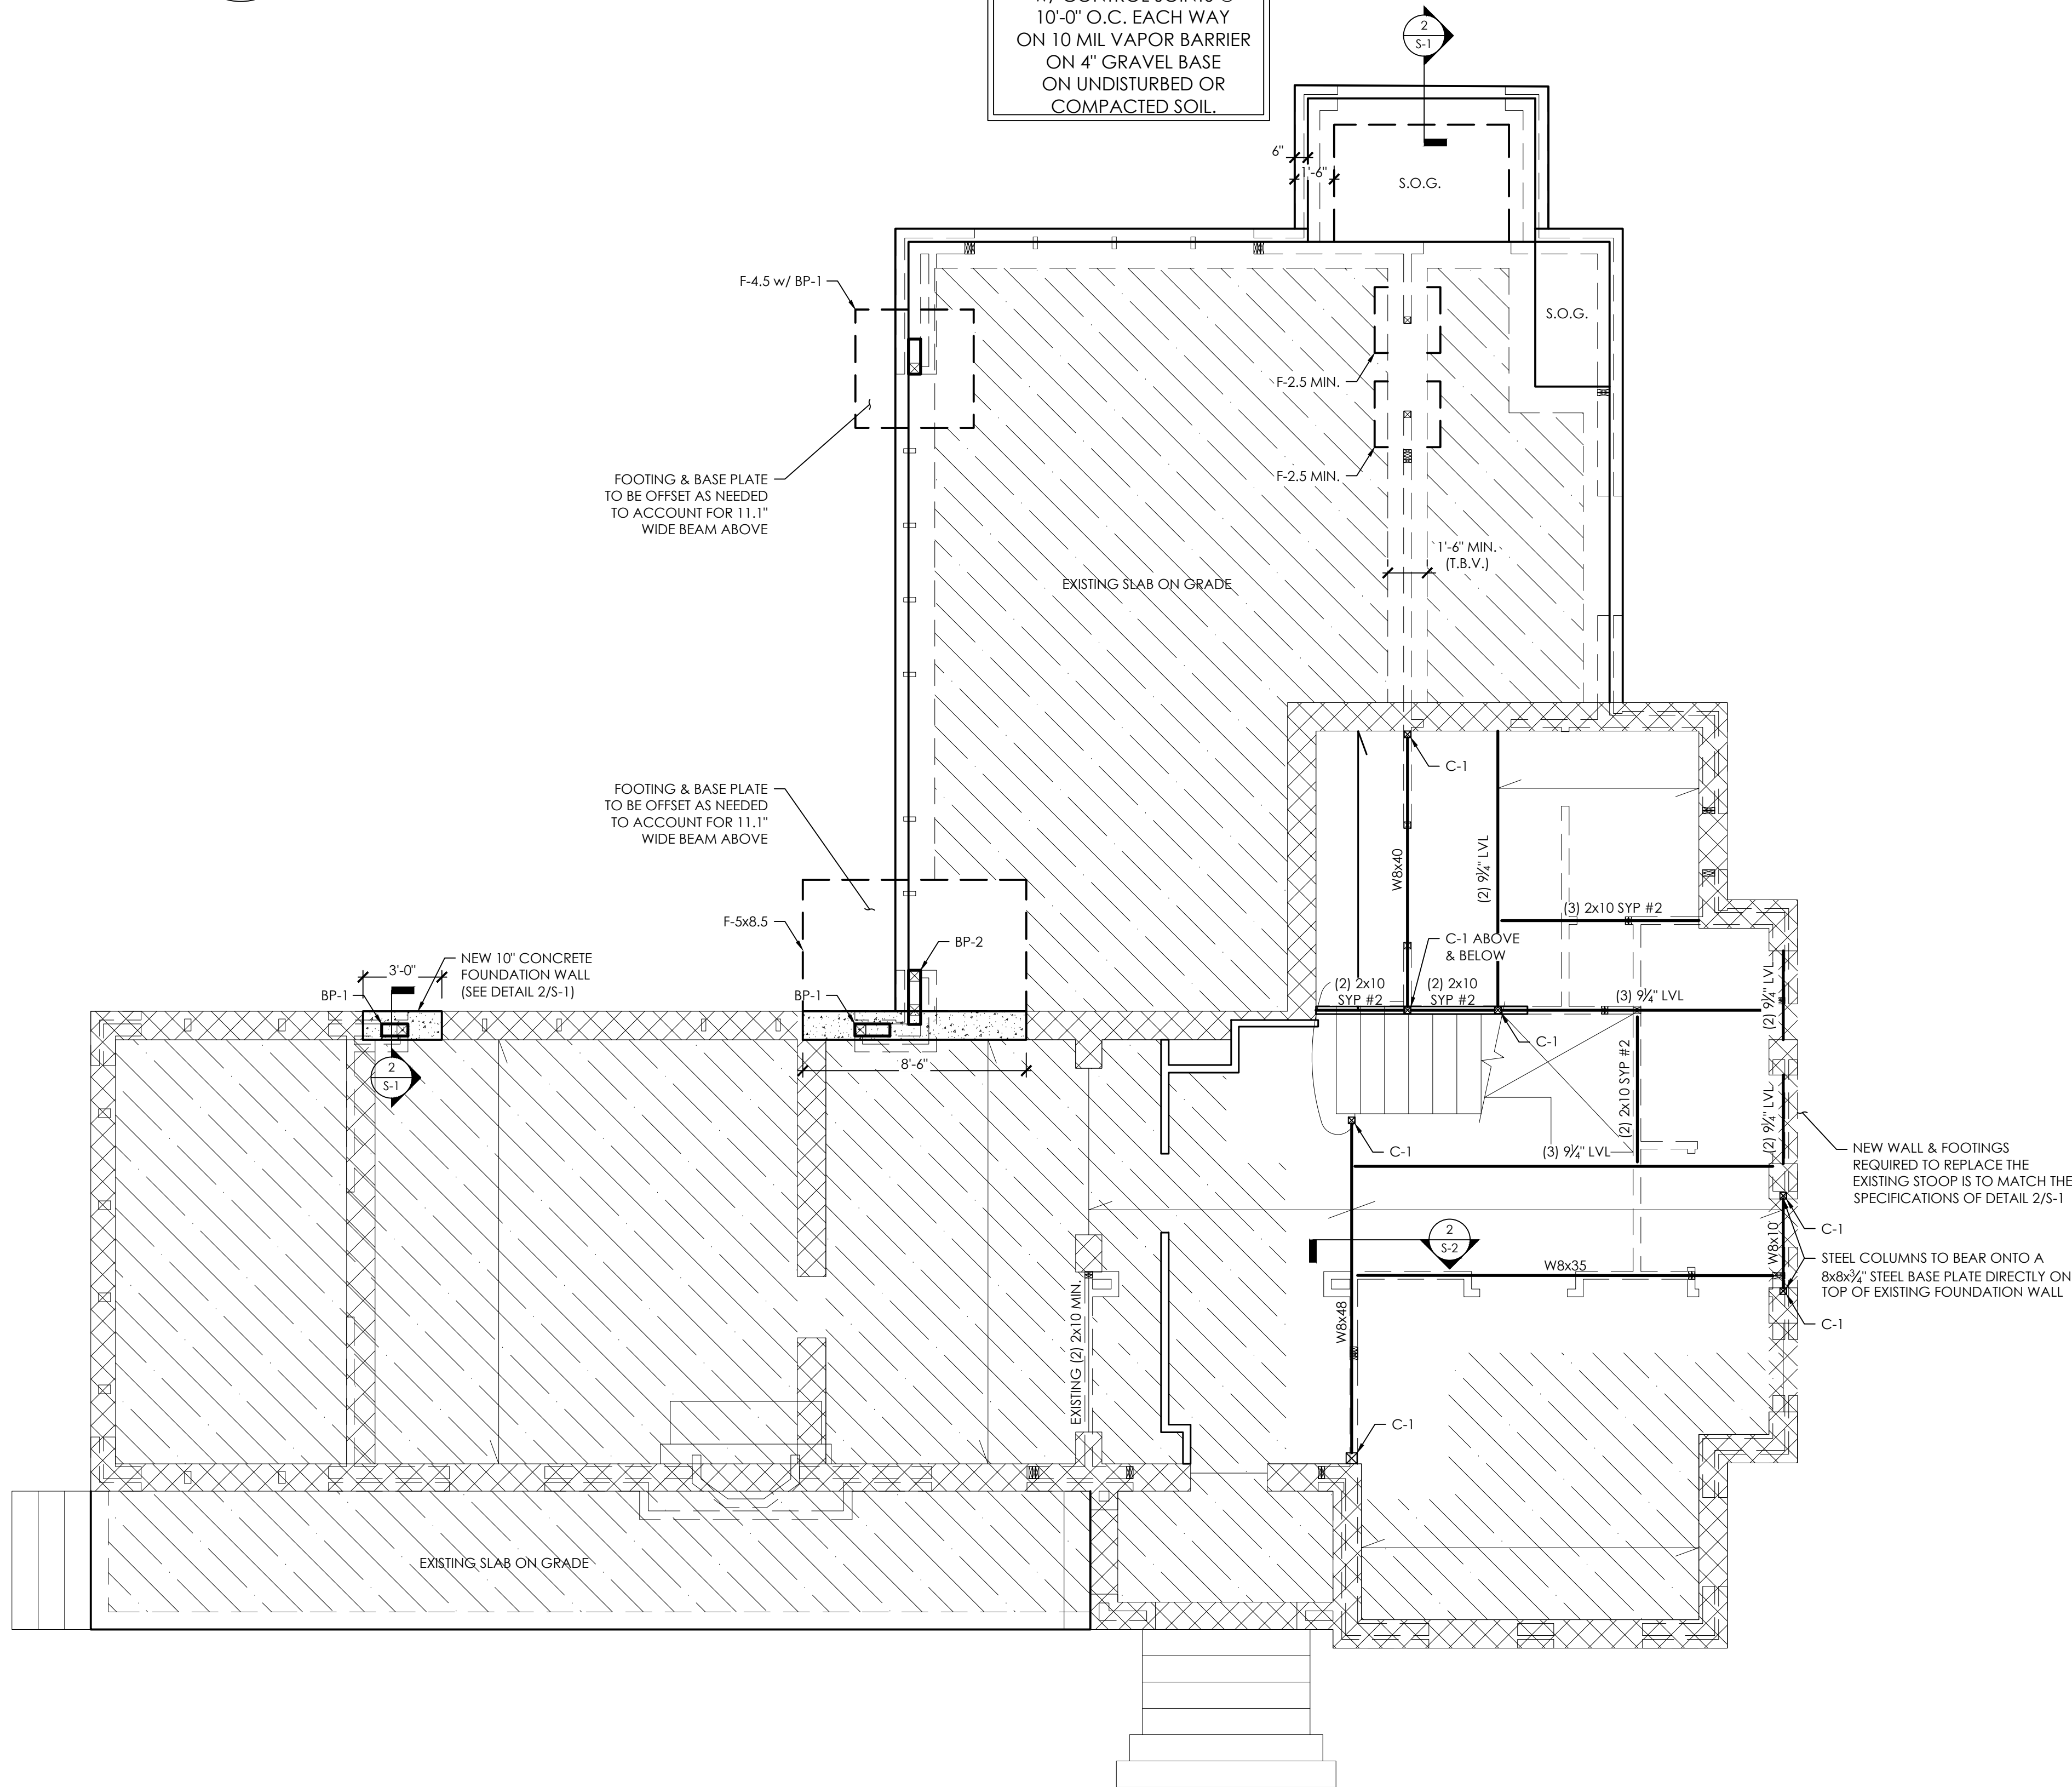 10'-0" O.C. EACH WAY
ON 10 MIL VAPOR BARRIER
ON 4" GRAVEL BASE
ON UNDISTURBED OR
COMPACTED SOIL.
2
S-1
6"
1'-6"
S.O.G.
F-4.5 w/ BP-1
S.O.G.
F-2.5 MIN.
F-2.5 MIN.
FOOTING & BASE PLATE
TO BE OFFSET AS NEEDED
TO ACCOUNT FOR 11.1"
WIDE BEAM ABOVE
1'-6" MIN.
(T.B.V.)
EXISTING SLAB ON GRADE
C-1
FOOTING & BASE PLATE
TO BE OFFSET AS NEEDED
TO ACCOUNT FOR 11.1"
WIDE BEAM ABOVE
W8x40
(2) 9¼" LVL
(3) 2x10 SYP #2
F-5x8.5
BP-2
C-1 ABOVE
& BELOW
NEW 10" CONCRETE
FOUNDATION WALL
(SEE DETAIL 2/S-1)
3'-0"
BP-1
BP-1
(2) 2x10
SYP #2
(2) 2x10
SYP #2
(3) 9¼" LVL
(2) 9¼" LVL
C-1
2
S-1
8'-6"
(2) 2x10 SYP #2
(2) 9¼" LVL
C-1
(3) 9¼" LVL
NEW WALL & FOOTINGS
REQUIRED TO REPLACE THE
EXISTING STOOP IS TO MATCH THE
SPECIFICATIONS OF DETAIL 2/S-1
C-1
2
S-2
W8x10
W8x35
STEEL COLUMNS TO BEAR ONTO A
8x8x¾" STEEL BASE PLATE DIRECTLY ON
TOP OF EXISTING FOUNDATION WALL
C-1
EXISTING (2) 2x10 MIN.
W8x48
C-1
EXISTING SLAB ON GRADE